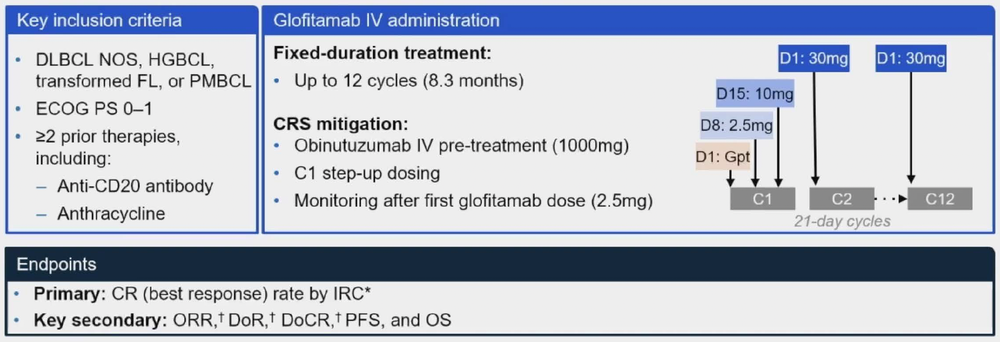 Key inclusion criteria
• DLBCL NOS, HGBCL,
transformed FL, or PMBCL
• ECOG PS 0–1
• ≥2 prior therapies,
including:
– Anti-CD20 antibody
– Anthracycline
Glofitamab IV administration
Fixed-duration treatment:
• Up to 12 cycles (8.3 months)
CRS mitigation:
• Obinutuzumab IV pre-treatment (1000mg)
• C1 step-up dosing
• Monitoring after first glofitamab dose (2.5mg)
D1: 30mg D1: 30mg
D15: 10mg
D8: 2.5mg
D1: Gpt
C1 C2 C12
21-day cycles
Endpoints
• Primary: CR (best response) rate by IRC*
• Key secondary: ORR,† DoR,† DoCR,† PFS, and OS